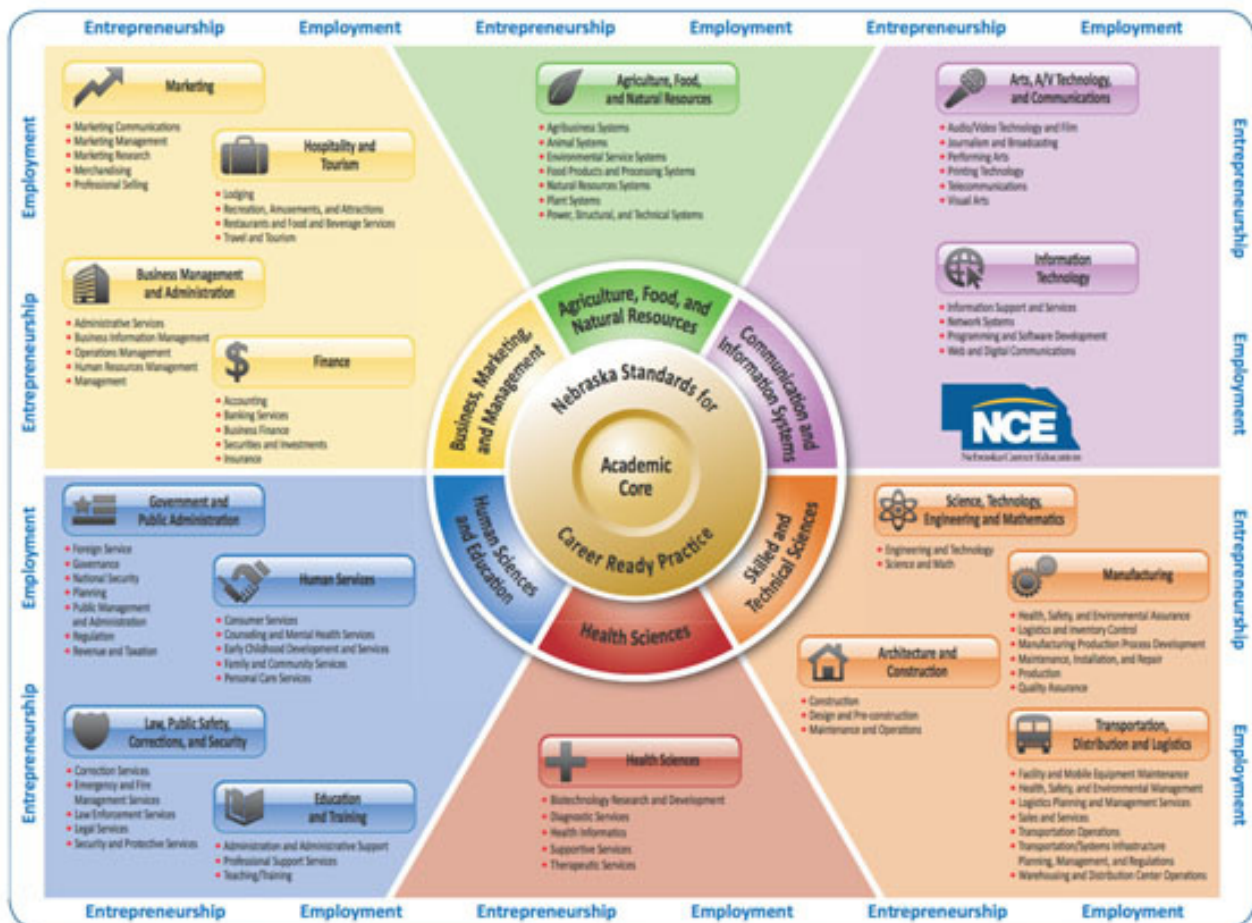 Entrepreneurship Employment Entrepreneurship Employment Entrepreneurship Employment
Employment
Entrepreneurship
Employment
Entrepreneurship
Marketing
• Marketing Communications
• Marketing Management
• Marketing Research
• Merchandising
• Professional Selling
Hospitality and
Tourism
• Lodging
• Recreation, Amusements, and Attractions
• Restaurants and Food and Beverage Services
• Travel and Tourism
Business Management
and Administration
• Administrative Services
• Business Information Management
• Operations Management
• Human Resources Management
• Management
Finance
• Accounting
• Banking Services
• Business Finance
• Securities and Investments
• Insurance
Agriculture, Food,
and Natural Resources
• Agribusiness Systems
• Animal Systems
• Environmental Service Systems
• Food Products and Processing Systems
• Natural Resources Systems
• Plant Systems
• Power, Structural, and Technical Systems
Arts, A/V Technology,
and Communications
• Audio/Video Technology and Film
• Journalism and Broadcasting
• Performing Arts
• Printing Technology
• Telecommunications
• Visual Arts
Information
Technology
• Information Support and Services
• Network Systems
• Programming and Software Development
• Web and Digital Communications
NCE
Nebraska Career Education
Business, Marketing,
and Management
Agriculture, Food, and
Natural Resources
Communication and
Information Systems
Nebraska Standards for
Academic
Core
Career Ready Practice
Human Sciences
and Education
Health Sciences
Skilled and
Technical Sciences
Government and
Public Administration
• Foreign Service
• Governance
• National Security
• Planning
• Public Management
and Administration
• Regulation
• Revenue and Taxation
Human Services
• Consumer Services
• Counseling and Mental Health Services
• Early Childhood Development and Services
• Family and Community Services
• Personal Care Services
Law, Public Safety,
Corrections, and Security
• Correction Services
• Emergency and Fire
Management Services
• Law Enforcement Services
• Legal Services
• Security and Protective Services
Education
and Training
• Administration and Administrative Support
• Professional Support Services
• Teaching/Training
Health Sciences
• Biotechnology Research and Development
• Diagnostic Services
• Health Informatics
• Supportive Services
• Therapeutic Services
Science, Technology,
Engineering and Mathematics
• Engineering and Technology
• Science and Math
Manufacturing
• Health, Safety, and Environmental Assurance
• Logistics and Inventory Control
• Manufacturing Production Process Development
• Maintenance, Installation, and Repair
• Production
• Quality Assurance
Architecture and
Construction
• Construction
• Design and Pre-construction
• Maintenance and Operations
Transportation,
Distribution and Logistics
• Facility and Mobile Equipment Maintenance
• Health, Safety, and Environmental Management
• Logistics Planning and Management Services
• Sales and Services
• Transportation Operations
• Transportation/Systems Infrastructure
Planning, Management, and Regulations
• Warehousing and Distribution Center Operations
Entrepreneurship
Employment
Entrepreneurship
Employment
Entrepreneurship Employment Entrepreneurship Employment Entrepreneurship Employment